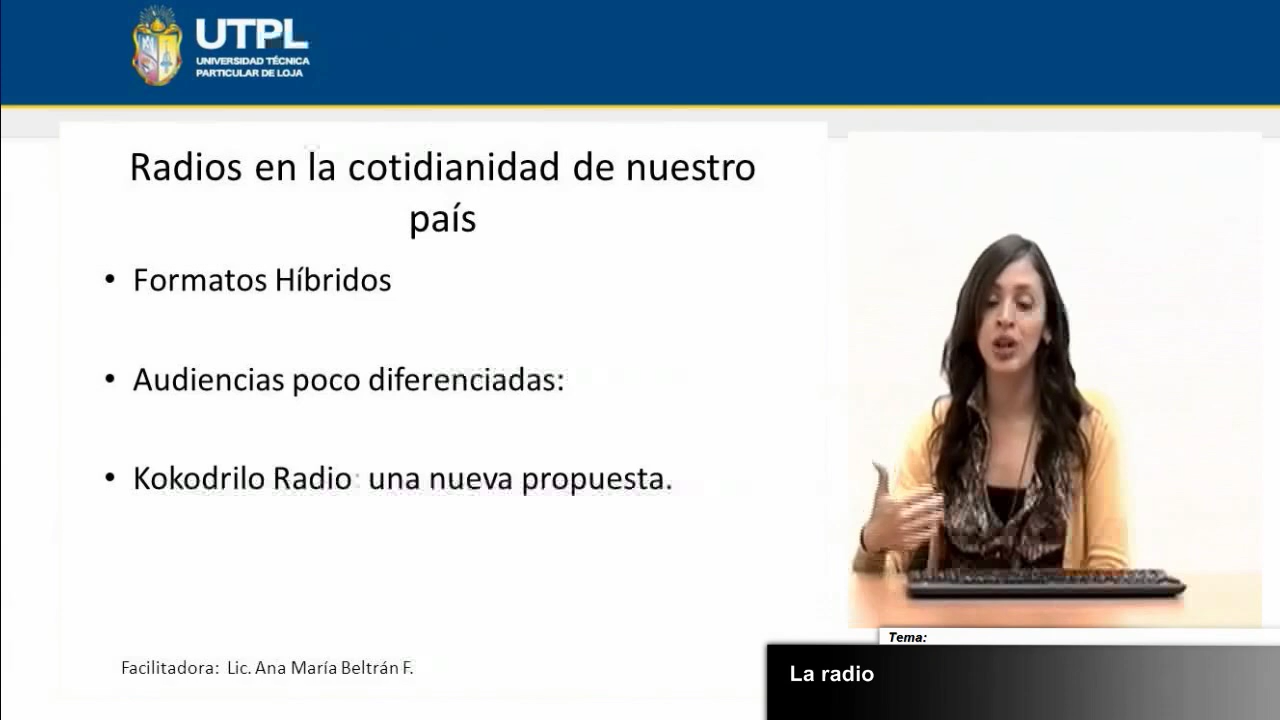 UTPL
UNIVERSIDAD TÉCNICA
PARTICULAR DE LOJA
Radios en la cotidianidad de nuestro
país
• Formatos Híbridos
• Audiencias poco diferenciadas:
• Kokodrilo Radio: una nueva propuesta.
Facilitadora: Lic. Ana María Beltrán F.
Tema:
La radio